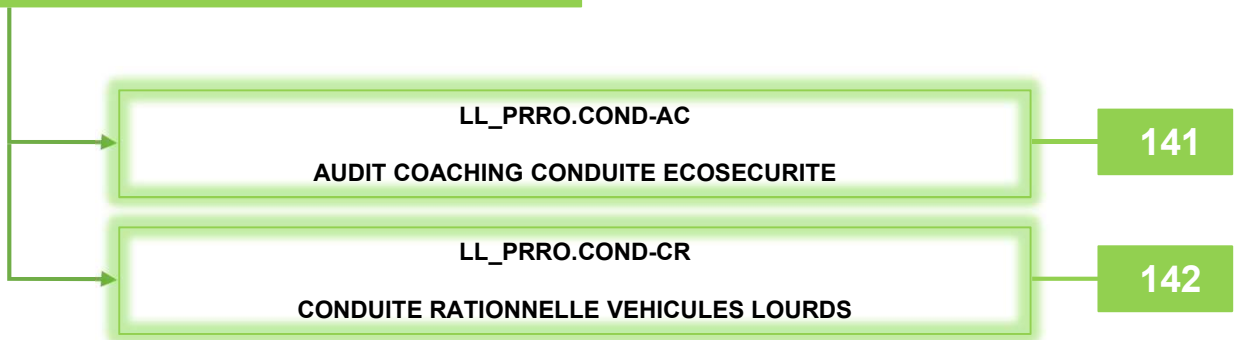 LL_PRRO.COND-AC
AUDIT COACHING CONDUITE ECOSECURITE
141
LL_PRRO.COND-CR
CONDUITE RATIONNELLE VEHICULES LOURDS
142